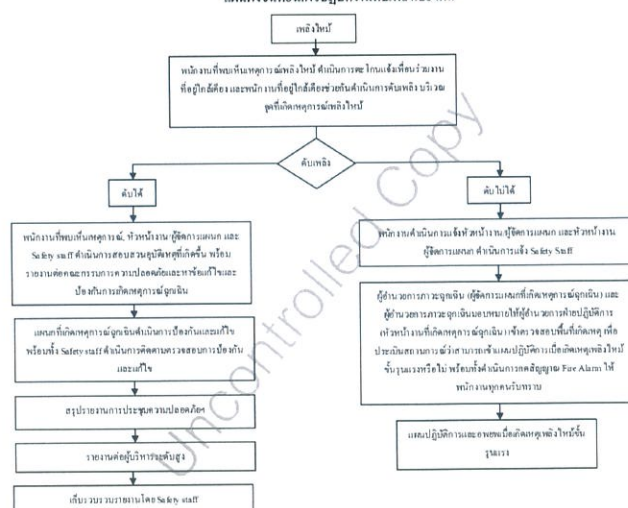 เพลิงไหม้
พนักงานที่พบเห็นเหตุการณ์เพลิงไหม้ ดำเนินการตะโกนแจ้งเพื่อนร่วมงาน
ที่อยู่ใกล้เคียง และพนักงานที่อยู่ใกล้เคียงช่วยกันดำเนินการดับเพลิง บริเวณ
จุดที่เกิดเหตุการณ์เพลิงไหม้
ดับเพลิง
ดับได้
ดับไม่ได้
พนักงานที่พบเห็นเหตุการณ์, หัวหน้างาน ผู้จัดการแผนก และ
Safety staff ดำเนินการสอบสวนอุบัติเหตุที่เกิดขึ้น พร้อม
รายงานต่อคณะกรรมการความปลอดภัยและหาข้อแก้ไขและ
ป้องกันการเกิดเหตุการณ์ฉุกเฉิน
แผนกที่เกิดเหตุการณ์ฉุกเฉินดำเนินการป้องกันและแก้ไข
พร้อมทั้ง Safety staff ดำเนินการติดตามตรวจสอบการป้องกัน
และแก้ไข
สรุปรายงานการประชุมความปลอดภัยฯ
รายงานต่อผู้บริหารระดับสูง
เก็บรวบรวมรายงานโดย Safety staff
พนักงานดำเนินการแจ้งหัวหน้างาน/ผู้จัดการแผนก และหัวหน้างาน
ผู้จัดการแผนก ดำเนินการแจ้ง Safety Staff
ผู้อำนวยการภาวะฉุกเฉิน (ผู้จัดการแผนกที่เกิดเหตุการณ์ฉุกเฉิน) และ
ผู้อำนวยการภาวะฉุกเฉินมอบหมายให้ผู้อำนวยการฝ่ายปฏิบัติการ
(หัวหน้างานที่เกิดเหตุการณ์ฉุกเฉิน) เข้าตรวจสอบพื้นที่เกิดเหตุ เพื่อ
ประเมินสถานการณ์ว่าสามารถเข้าแผนปฏิบัติการเมื่อเกิดเหตุเพลิงไหม้
ขั้นรุนแรงหรือไม่ พร้อมทั้งดำเนินการกดสัญญาณ Fire Alarm ให้
พนักงานทุกคนรับทราบ
แผนปฏิบัติการและอพยพเมื่อเกิดเหตุเพลิงไหม้ขั้น
รุนแรง
Uncontrolled Copy